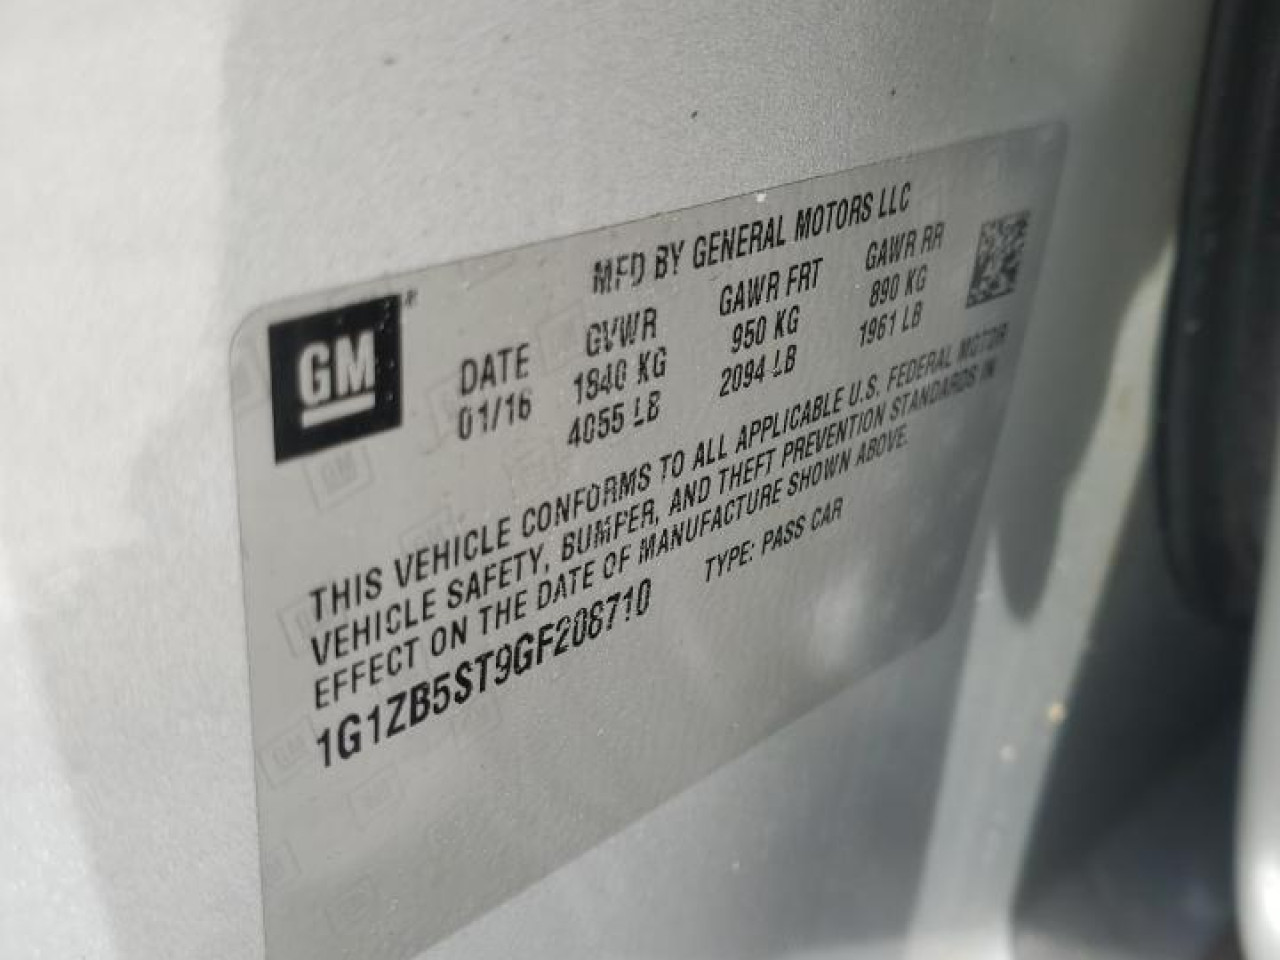 MFD BY GENERAL MOTORS LLC
GM®
DATE GVWR GAWR FRT GAWR RR
01/16 1840 KG 950 KG 890 KG
4055 LB 2094 LB 1961 LB
THIS VEHICLE CONFORMS TO ALL APPLICABLE U.S. FEDERAL MOTOR
VEHICLE SAFETY, BUMPER, AND THEFT PREVENTION STANDARDS IN
EFFECT ON THE DATE OF MANUFACTURE SHOWN ABOVE.
1G1ZB5ST9GF208710 TYPE: PASS CAR